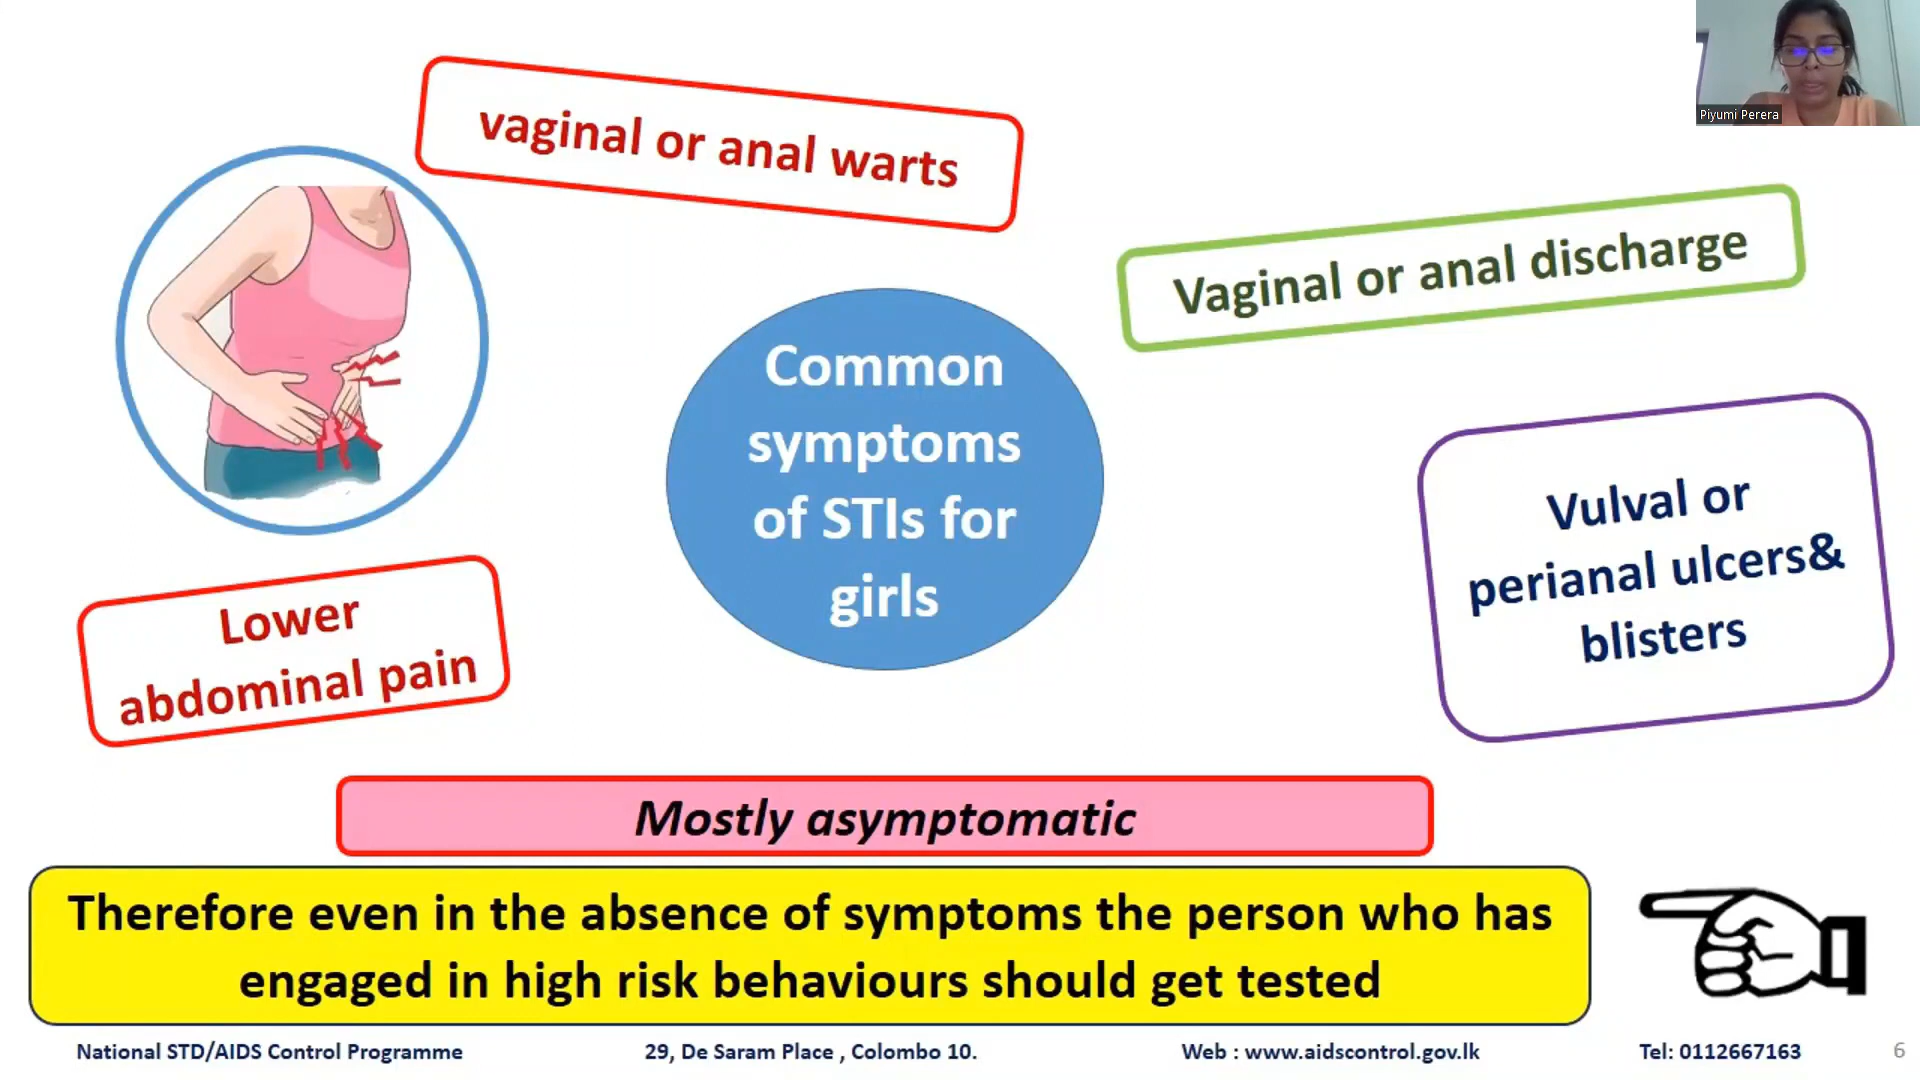 Piyumi Perera
vaginal or anal warts
Vaginal or anal discharge
Common
symptoms
of STIs for
girls
Vulval or
perianal ulcers&
blisters
Lower
abdominal pain
Mostly asymptomatic
Therefore even in the absence of symptoms the person who has
engaged in high risk behaviours should get tested
National STD/AIDS Control Programme
29, De Saram Place , Colombo 10.
Web : www.aidscontrol.gov.lk
Tel: 0112667163
6